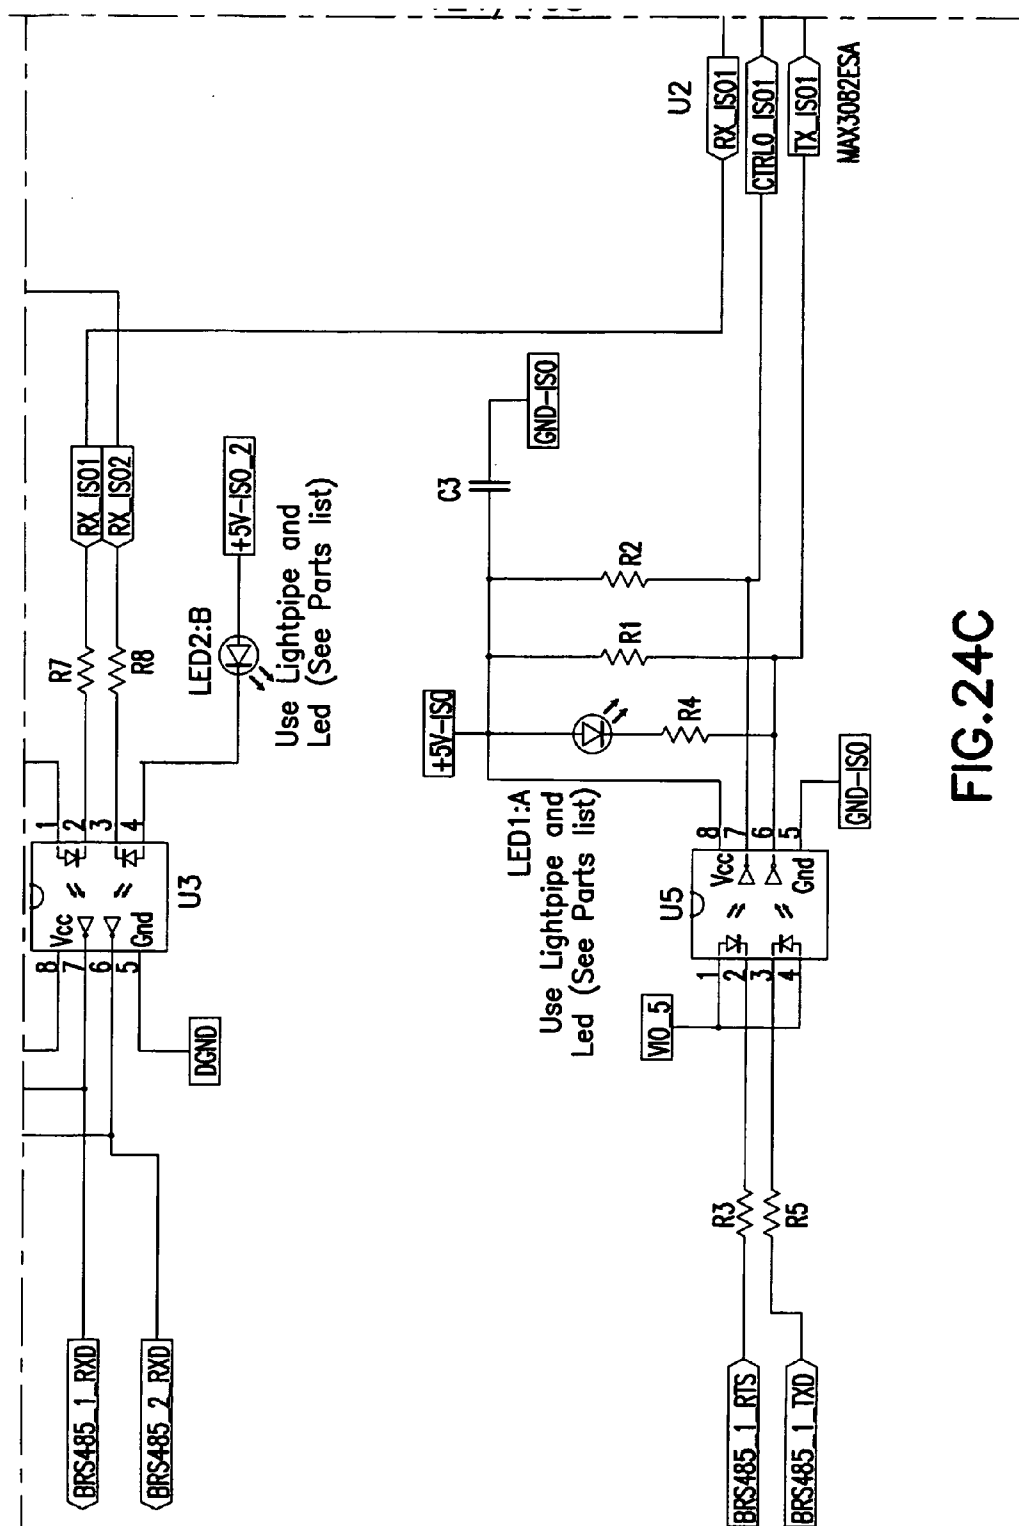 BRS485_1_RXD
BRS485_2_RXD
DGND
8
7
6
5
Vcc
Gnd
U3
1
2
3
4
R7
R8
RX_ISO1
RX_ISO2
LED2:B
+5V-ISO_2
Use Lightpipe and
Led (See Parts list)
+5V-ISO
C3
GND-ISO
LED1:A
Use Lightpipe and
Led (See Parts list)
R4
R1
R2
VIO_5
U5
1
2
3
4
Vcc
Gnd
8
7
6
5
GND-ISO
R3
R5
BRS485_1_RTS
BRS485_1_TXD
U2
RX_ISO1
CTRL0_ISO1
TX_ISO1
MAX3082ESA
FIG.24C